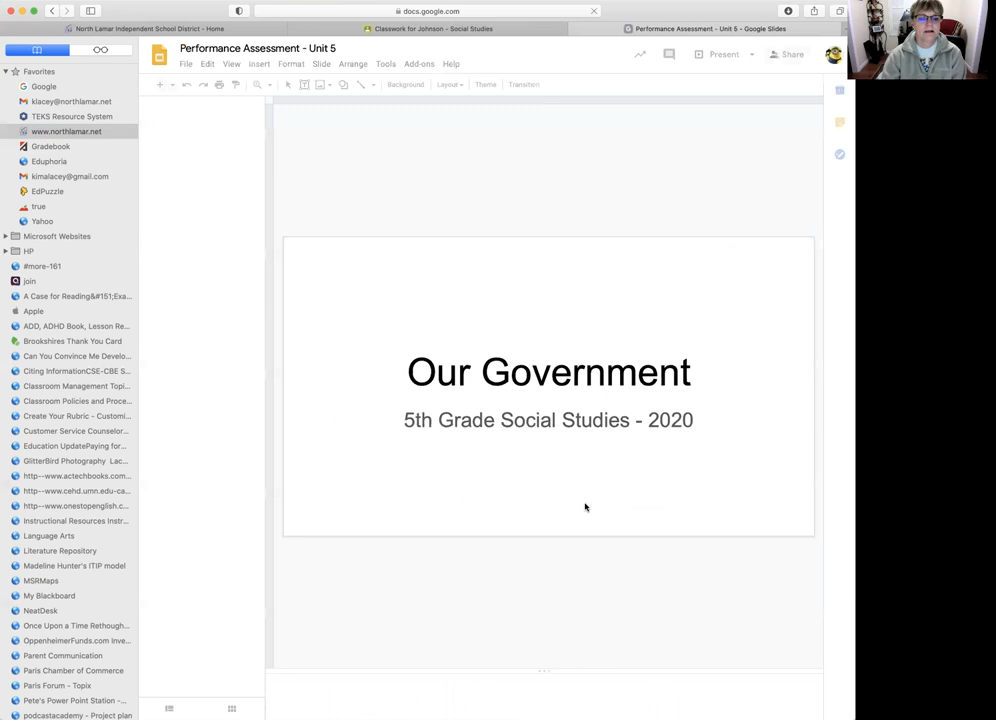 docs.google.com
North Lamar Independent School District - Home
Classwork for Johnson - Social Studies
Performance Assessment - Unit 5 - Google Slides
Performance Assessment - Unit 5
File Edit View Insert Format Slide Arrange Tools Add-ons Help
Present
Share
Background Layout Theme Transition
Favorites
Google
klacey@northlamar.net
TEKS Resource System
www.northlamar.net
Gradebook
Eduphoria
kimalacey@gmail.com
EdPuzzle
true
Yahoo
Microsoft Websites
HP
#more-161
join
A Case for Reading&#151;Exa...
Apple
ADD, ADHD Book, Lesson Re...
Brookshires Thank You Card
Can You Convince Me Develo...
Citing InformationCSE-CBE S...
Classroom Management Topi...
Classroom Policies and Proce...
Create Your Rubric - Customi...
Customer Service Counselor...
Education UpdatePaying for...
GlitterBird Photography Lac...
http--www.actechbooks.com...
http--www.cehd.umn.edu-ca...
http--www.onestopenglish.c...
Instructional Resources Instr...
Language Arts
Literature Repository
Madeline Hunter's ITIP model
MSRMaps
My Blackboard
NeatDesk
Once Upon a Time Rethough...
OppenheimerFunds.com Inve...
Parent Communication
Paris Chamber of Commerce
Paris Forum - Topix
Pete's Power Point Station -...
podcastacademy - Project plan
Our Government
5th Grade Social Studies - 2020